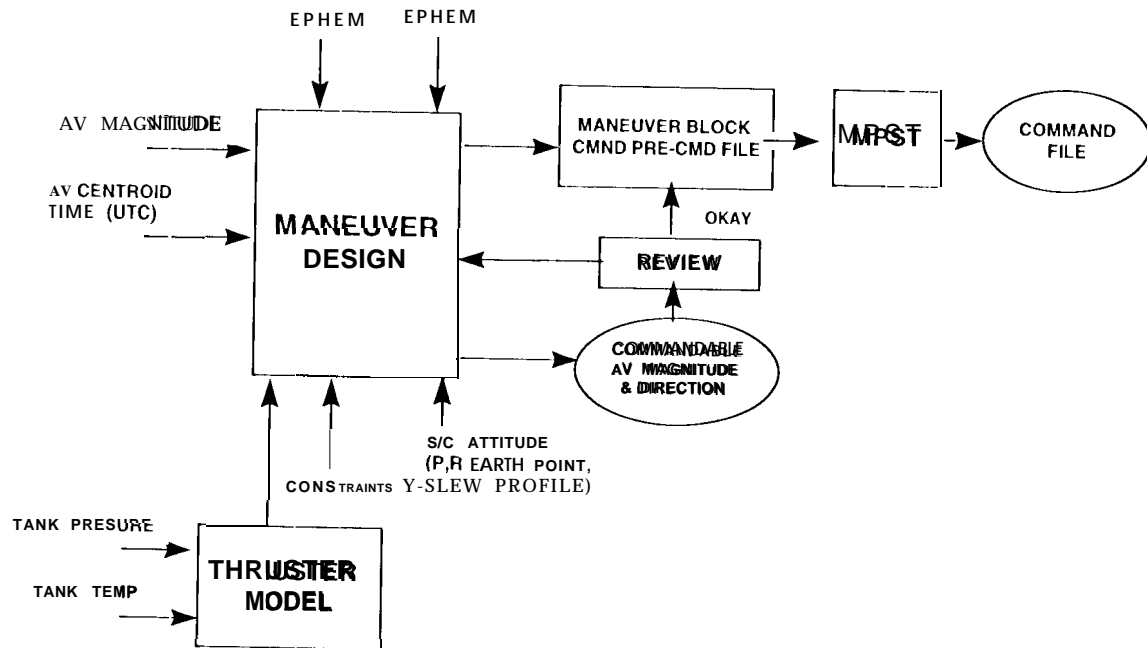 EPHEM
EPHEM
AV MAGNITUDE
AV CENTROID
TIME (UTC)
MANEUVER
DESIGN
MANEUVER BLOCK
CMND PRE-CMD FILE
MPST
COMMAND
FILE
OKAY
REVIEW
COMMANDABLE
AV MAGNITUDE
& DIRECTION
S/C ATTITUDE
(P,R EARTH POINT,
CONSTRAINTS Y-SLEW PROFILE)
TANK PRESURE
TANK TEMP
THRUSTER
MODEL